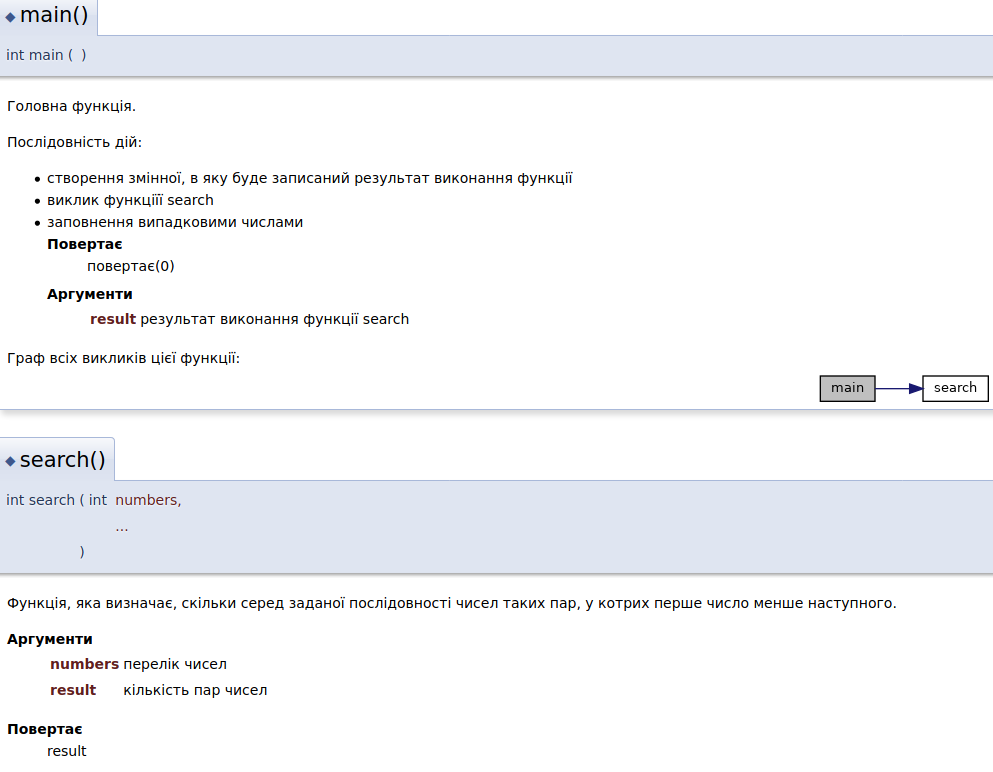 main()
int main ( )
Головна функція.
Послідовність дій:
створення змінної, в яку буде записаний результат виконання функції
виклик функціїї search
заповнення випадковими числами
Повертає
повертає(0)
Аргументи
result результат виконання функції search
Граф всіх викликів цієї функції:
main search
search()
int search ( int numbers,
...
)
Функція, яка визначає, скільки серед заданої послідовності чисел таких пар, у котрих перше число менше наступного.
Аргументи
numbers перелік чисел
result кількість пар чисел
Повертає
result